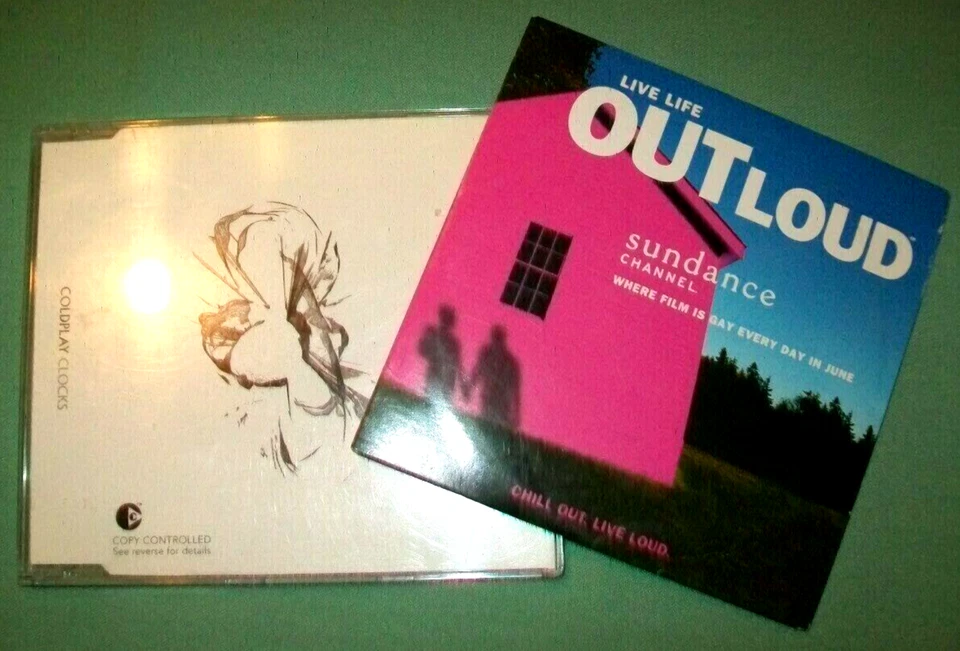 COLDPLAY CLOCKS
COPY CONTROLLED
See reverse for details
LIVE LIFE
OUTLOUD™
sundance
CHANNEL
WHERE FILM IS GAY EVERY DAY IN JUNE
CHILL OUT. LIVE LOUD.